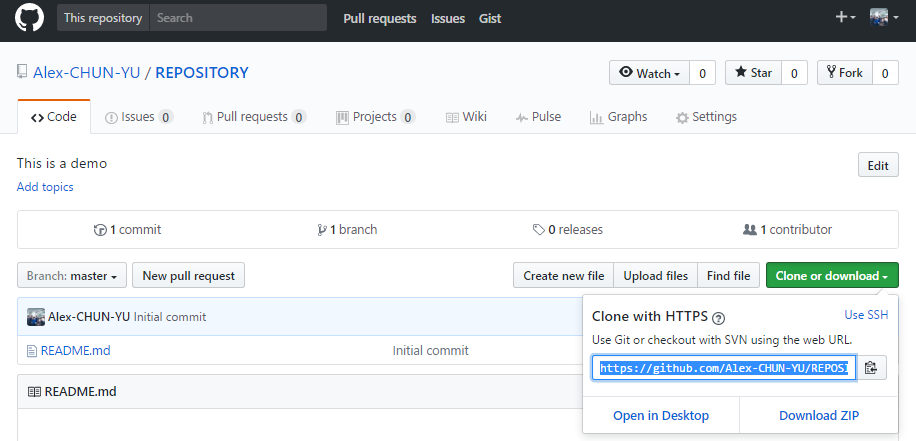 This repository Search Pull requests Issues Gist
Alex-CHUN-YU / REPOSITORY Watch 0 Star 0 Fork 0
Code Issues 0 Pull requests 0 Projects 0 Wiki Pulse Graphs Settings
This is a demo Edit
Add topics
1 commit 1 branch 0 releases 1 contributor
Branch: master New pull request Create new file Upload files Find file Clone or download
Alex-CHUN-YU Initial commit
README.md Initial commit
README.md
Clone with HTTPS ? Use SSH
Use Git or checkout with SVN using the web URL.
https://github.com/Alex-CHUN-YU/REPOSI
Open in Desktop Download ZIP